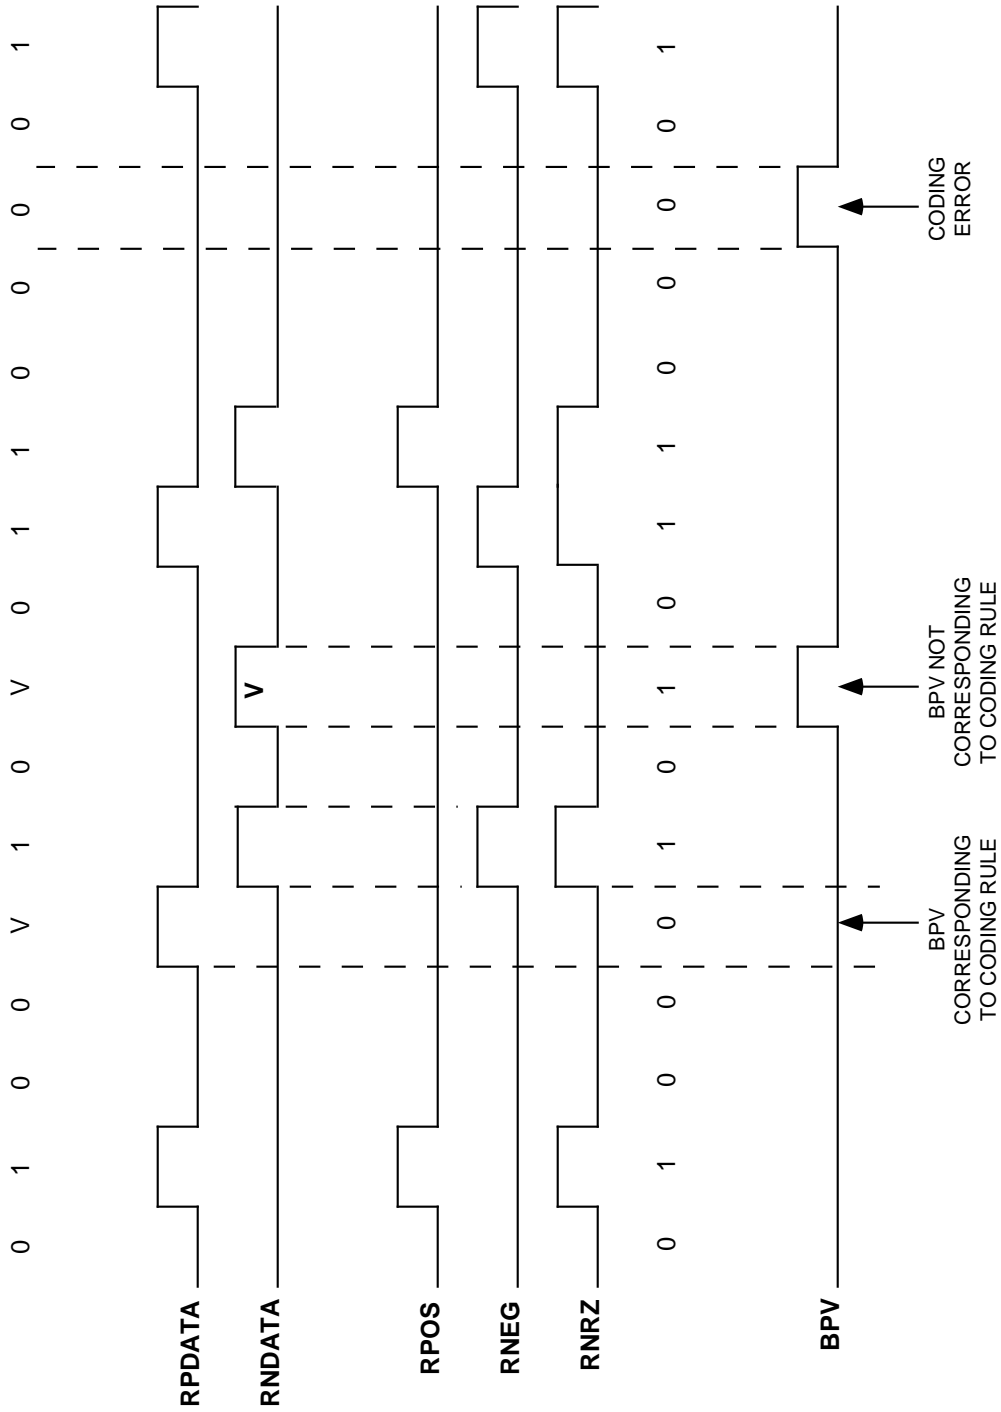 0 1 0 0 V 1 0 V 0 1 1 0 0 0 0 1
RPDATA
RNDATA
V
RPOS
RNEG
RNRZ
0 1 0 0 0 1 0 1 0 1 1 0 0 0 0 1
BPV
BPV
CORRESPONDING
TO CODING RULE
BPV NOT
CORRESPONDING
TO CODING RULE
CODING
ERROR